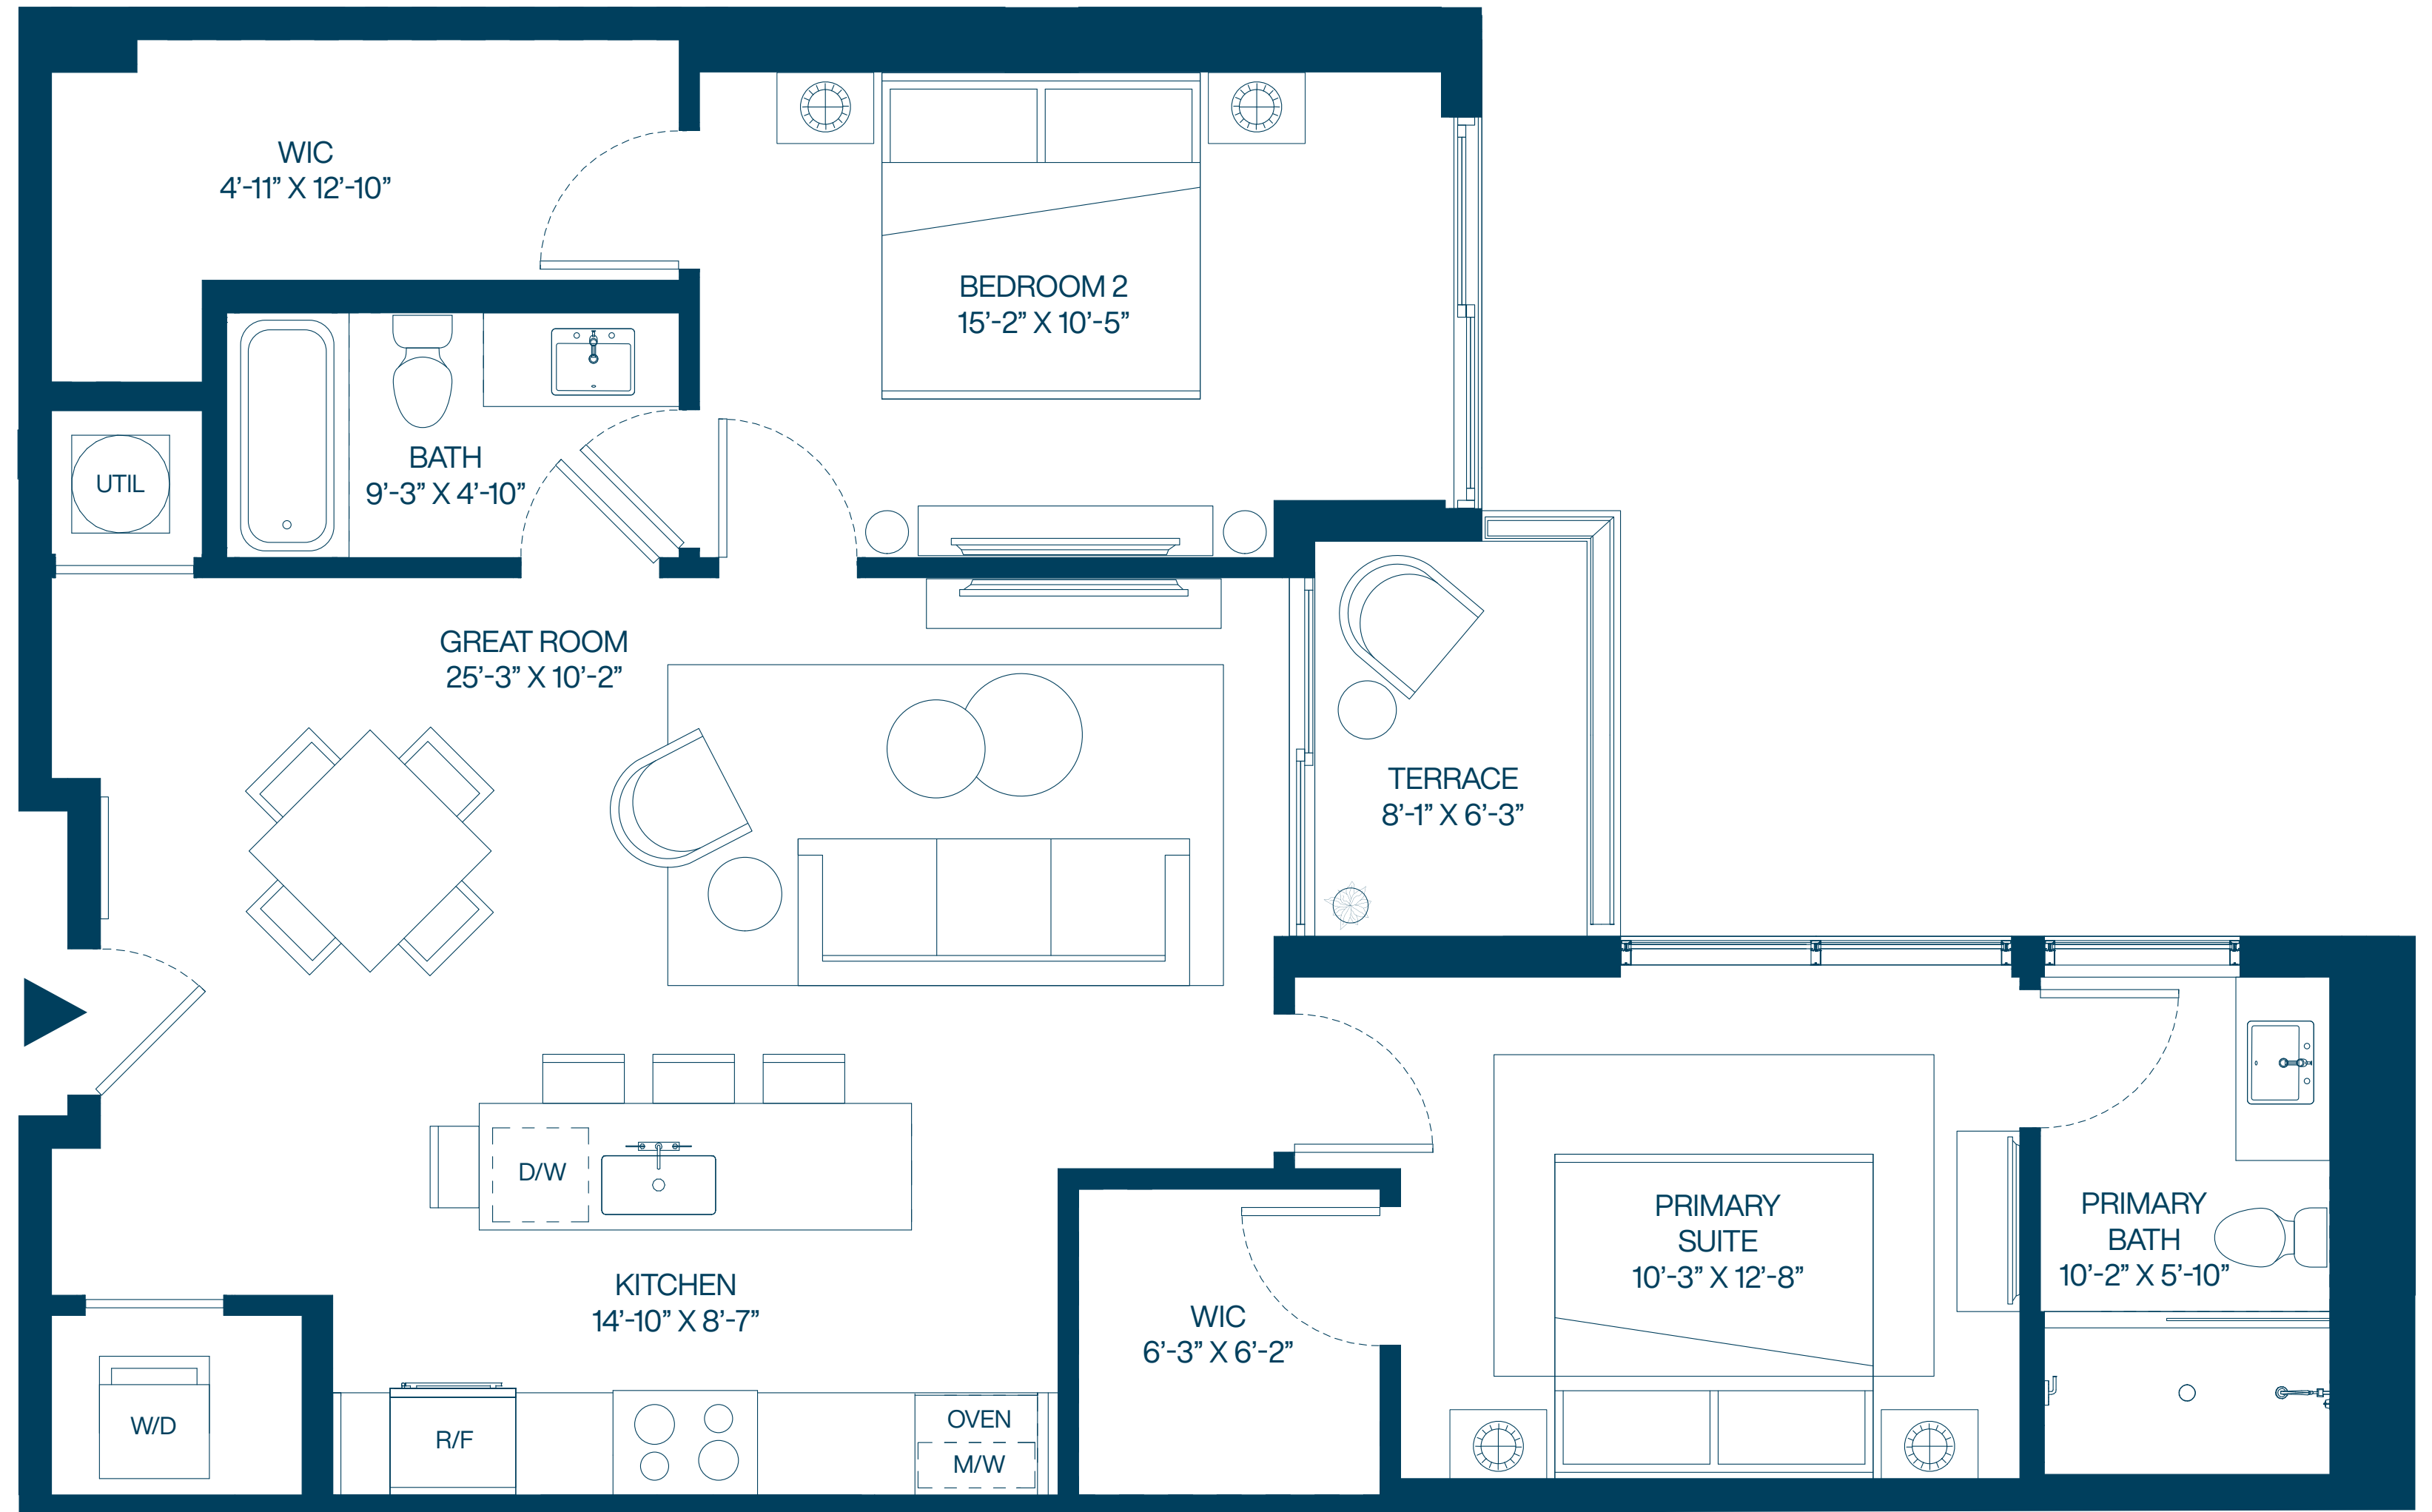 WIC
4’-11” X 12’-10”
BEDROOM 2
15’-2” X 10’-5”
BATH
9’-3” X 4’-10”
UTIL
GREAT ROOM
25’-3” X 10’-2”
TERRACE
8’-1” X 6’-3”
D/W
KITCHEN
14’-10” X 8’-7”
WIC
6’-3” X 6’-2”
PRIMARY
SUITE
10’-3” X 12’-8”
PRIMARY
BATH
10’-2” X 5’-10”
W/D
R/F
OVEN
M/W